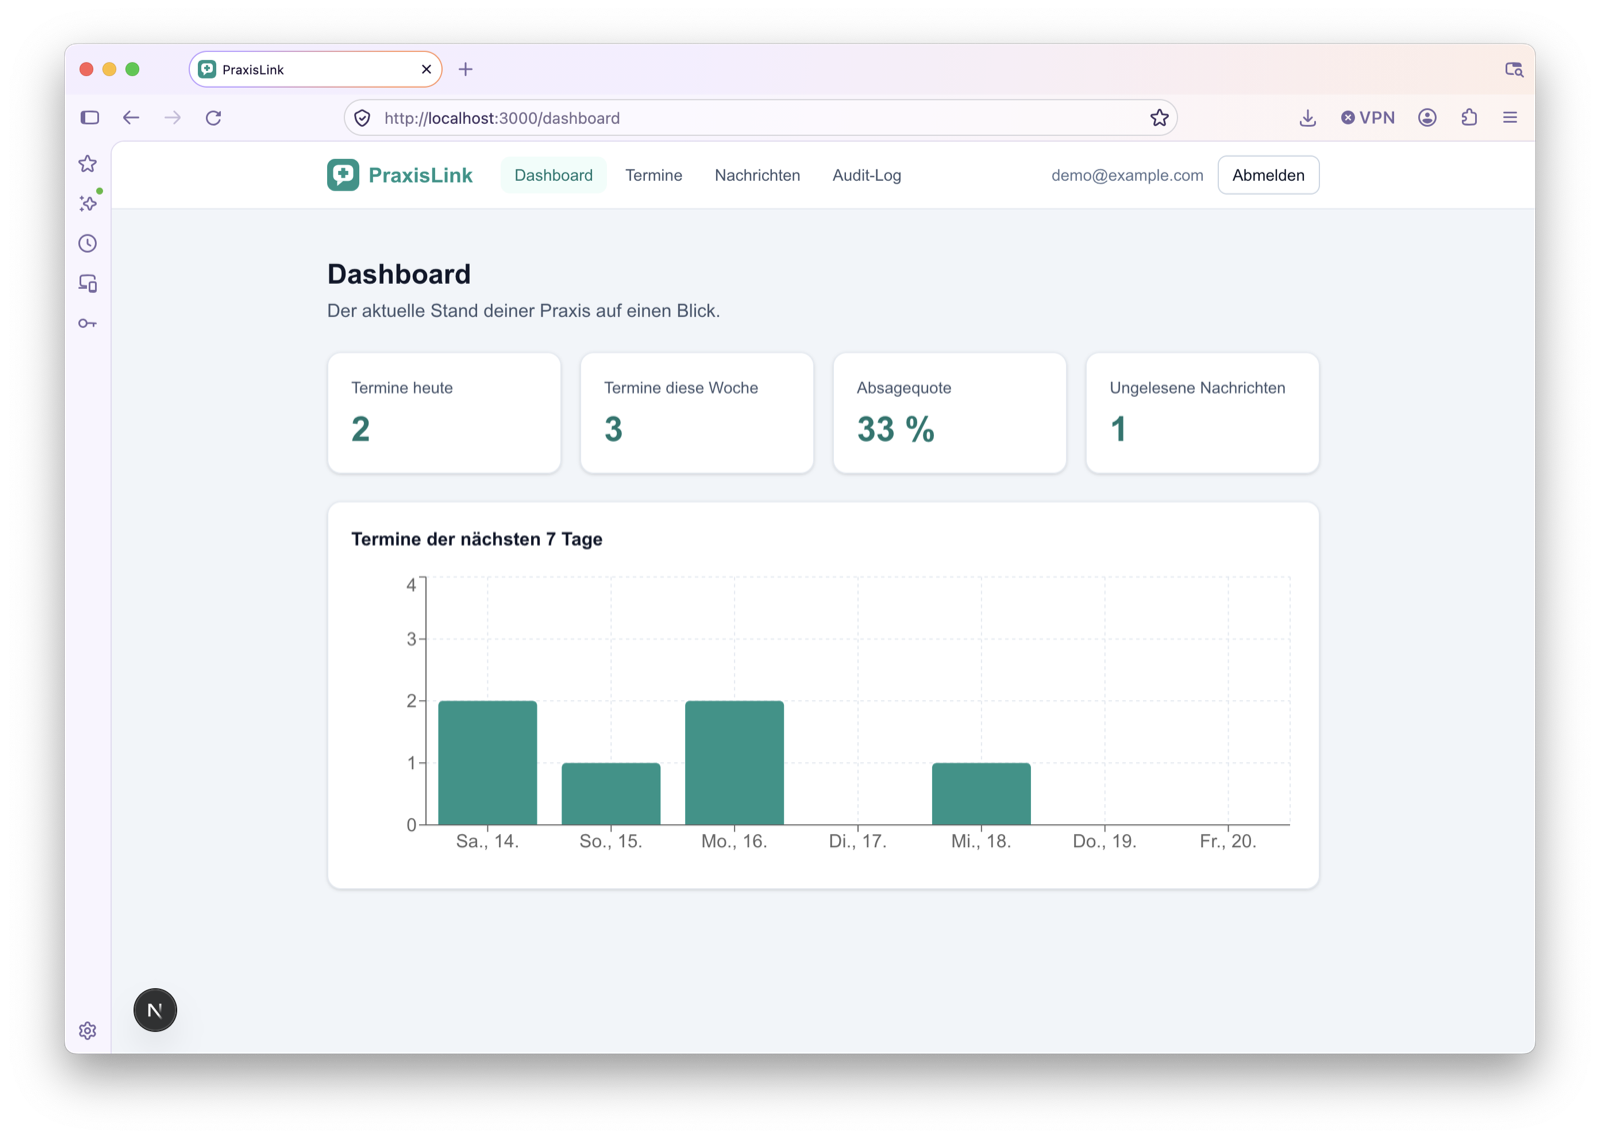 PraxisLink
http://localhost:3000/dashboard
VPN
PraxisLink
Dashboard
Termine
Nachrichten
Audit-Log
demo@example.com
Abmelden
Dashboard
Der aktuelle Stand deiner Praxis auf einen Blick.
Termine heute
2
Termine diese Woche
3
Absagequote
33 %
Ungelesene Nachrichten
1
Termine der nächsten 7 Tage
4
3
2
1
0
Sa., 14.
So., 15.
Mo., 16.
Di., 17.
Mi., 18.
Do., 19.
Fr., 20.
N